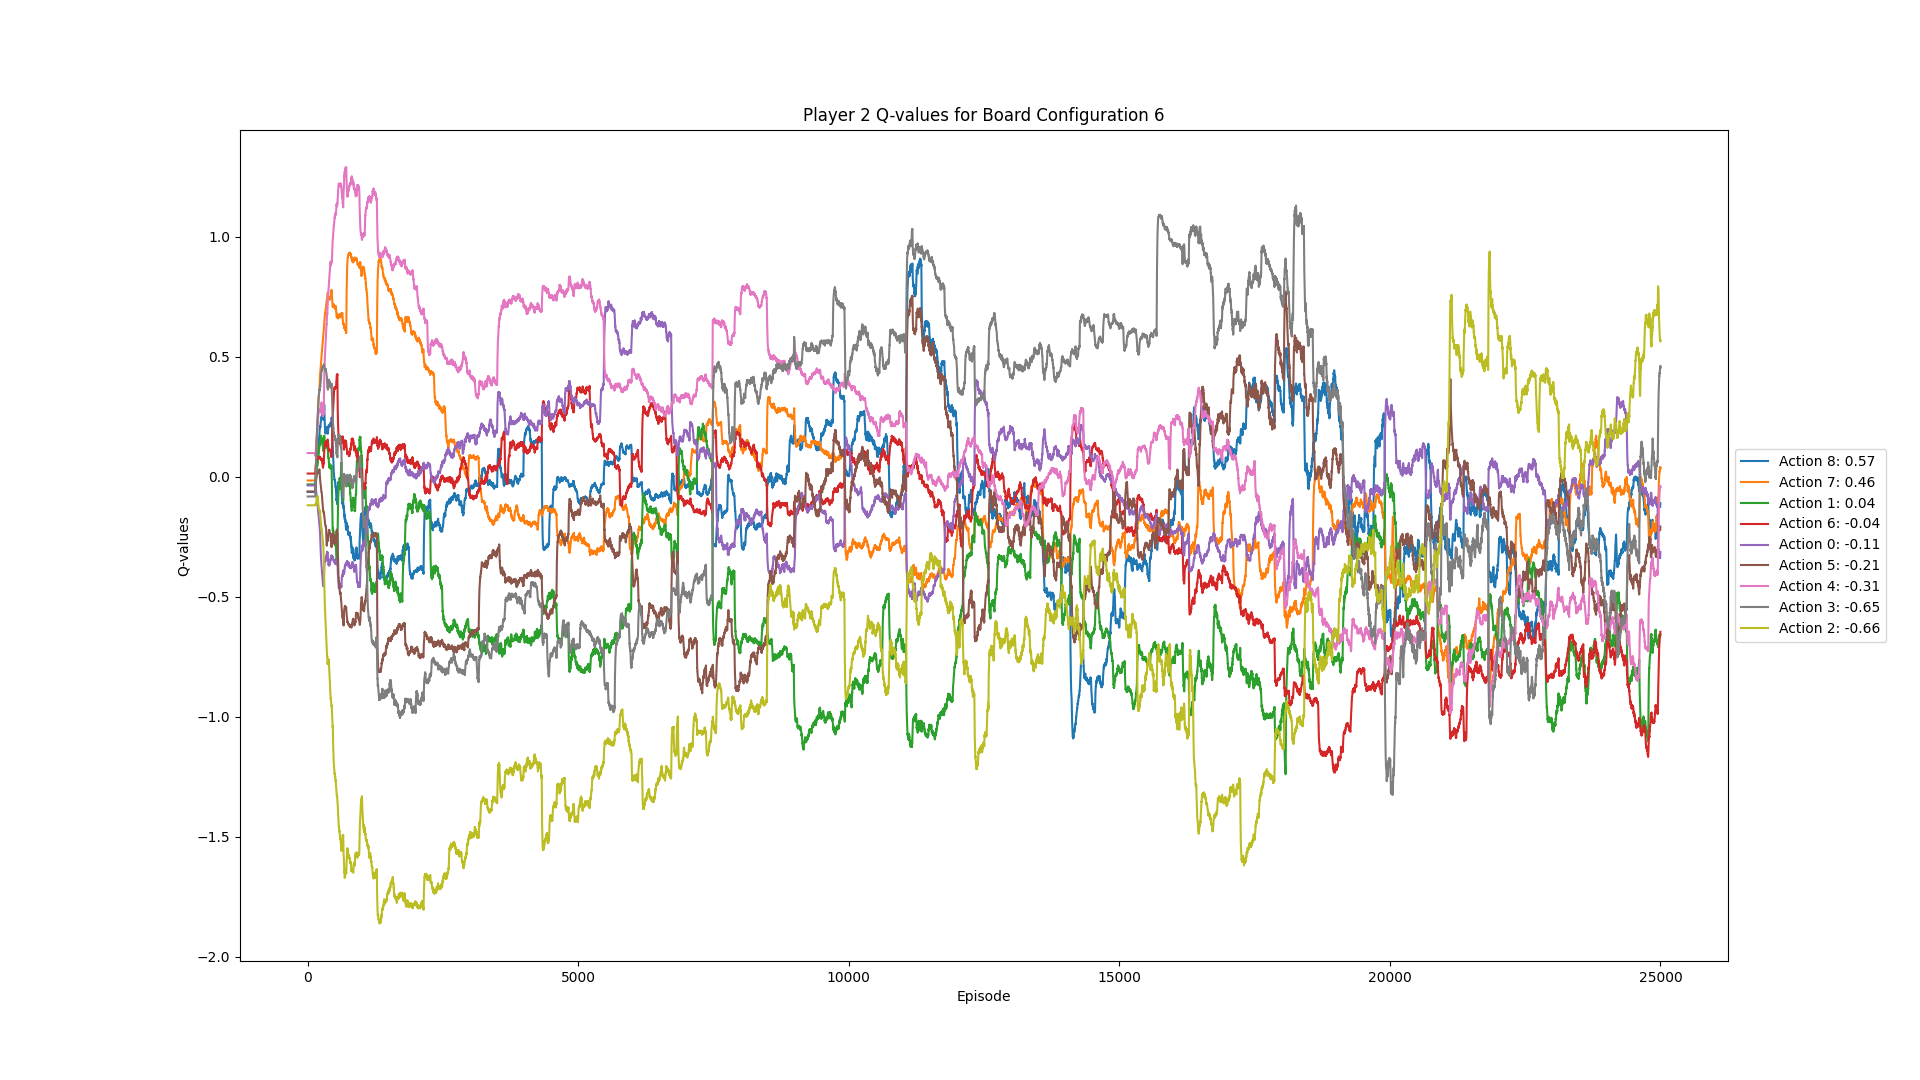 Player 2 Q-values for Board Configuration 6
Q-values
1.0
0.5
0.0
−0.5
−1.0
−1.5
−2.0
0
5000
10000
15000
20000
25000
Episode
Action 8: 0.57
Action 7: 0.46
Action 1: 0.04
Action 6: -0.04
Action 0: -0.11
Action 5: -0.21
Action 4: -0.31
Action 3: -0.65
Action 2: -0.66